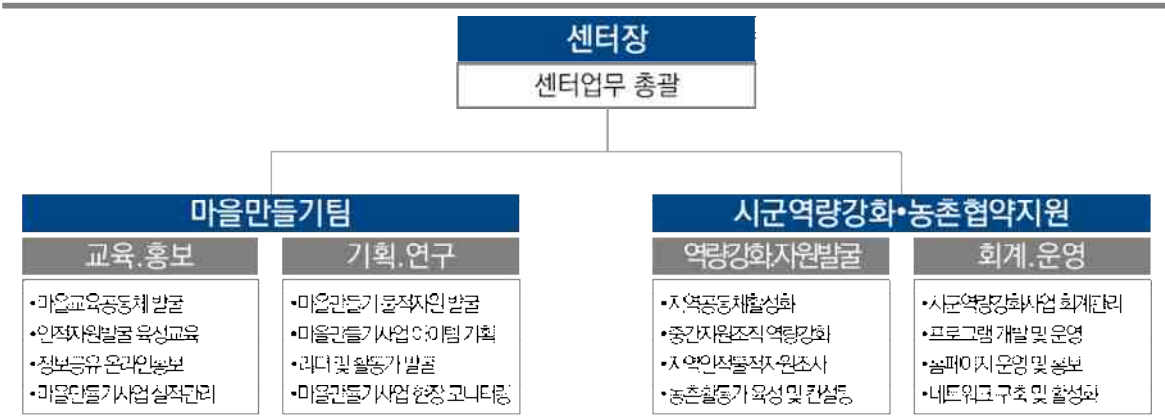 센터장
센터업무 총괄
마을만들기팀
시군역량강화•농촌협약지원
교육.홍보
기획.연구
역량강화.자원발굴
회계.운영
•마을교육공동체 발굴
•인적자원발굴 육성교육
•정보공유 온라인홍보
•마을만들기사업 실적관리
•마을만들기 물적자원 발굴
•마을만들기사업 아이템 기획
•리더 및 활동가 발굴
•마을만들기사업 현장 모니터링
•지역공동체활성화
•중간지원조직 역량강화
•지역인적물적자원조사
•농촌활동가 육성 및 컨설팅
•시군역량강화사업 회계관리
•프로그램 개발 및 운영
•홈페이지 운영 및 홍보
•네트워크 구축 및 활성화